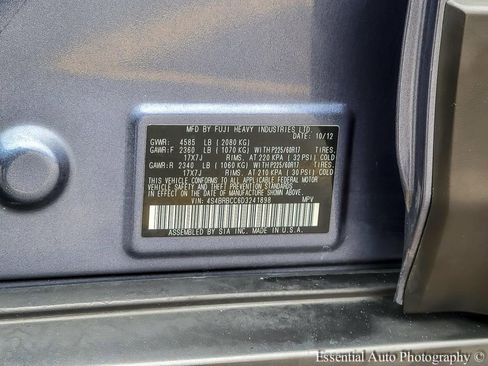 MFD BY FUJI HEAVY INDUSTRIES LTD.
DATE: 10/12
GVWR: 4585 LB ( 2080 KG)
GAWR:F 2360 LB ( 1070 KG) WITH P225/60R17 TIRES,
17X7J RIMS, AT 220 KPA ( 32 PSI) COLD
GAWR:R 2340 LB ( 1060 KG) WITH P225/60R17 TIRES,
17X7J RIMS, AT 210 KPA ( 30 PSI) COLD
THIS VEHICLE CONFORMS TO ALL APPLICABLE FEDERAL MOTOR
VEHICLE SAFETY AND THEFT PREVENTION STANDARDS
IN EFFECT ON DATE OF MANUFACTURE SHOWN ABOVE.
VIN: 4S4BRBCC6D3241898 MPV
ASSEMBLED BY SIA INC. MADE IN U.S.A.
Essential Auto Photography ©